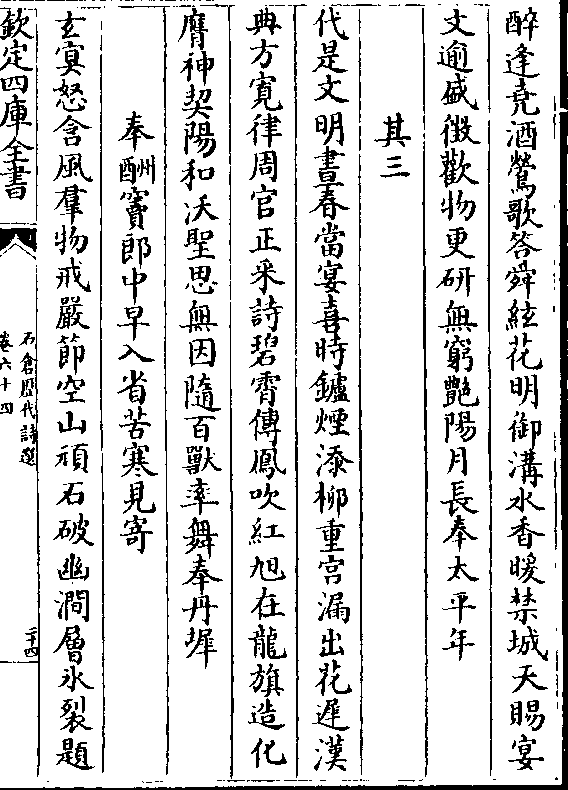 醉逢堯酒鶯歌答舜絃花明御溝水香暖禁城天賜宴
文逾盛徴歡物更研無窮艷陽月長奉太平年
其三
代是文明晝春當宴喜時鑪煙添柳重宫漏出花遲漢
典方寛律周官正采詩碧霄傳鳳吹紅旭在龍旗造化
膺神契陽和沃聖思無因隨百獸率舞奉丹墀
奉酬竇郎中早入省苦寒見寄
玄冥怒含風羣物戒嚴節空山頑石破幽澗層氷裂題
欽定四庫全書
石倉歴代詩選
卷六十四
二十四